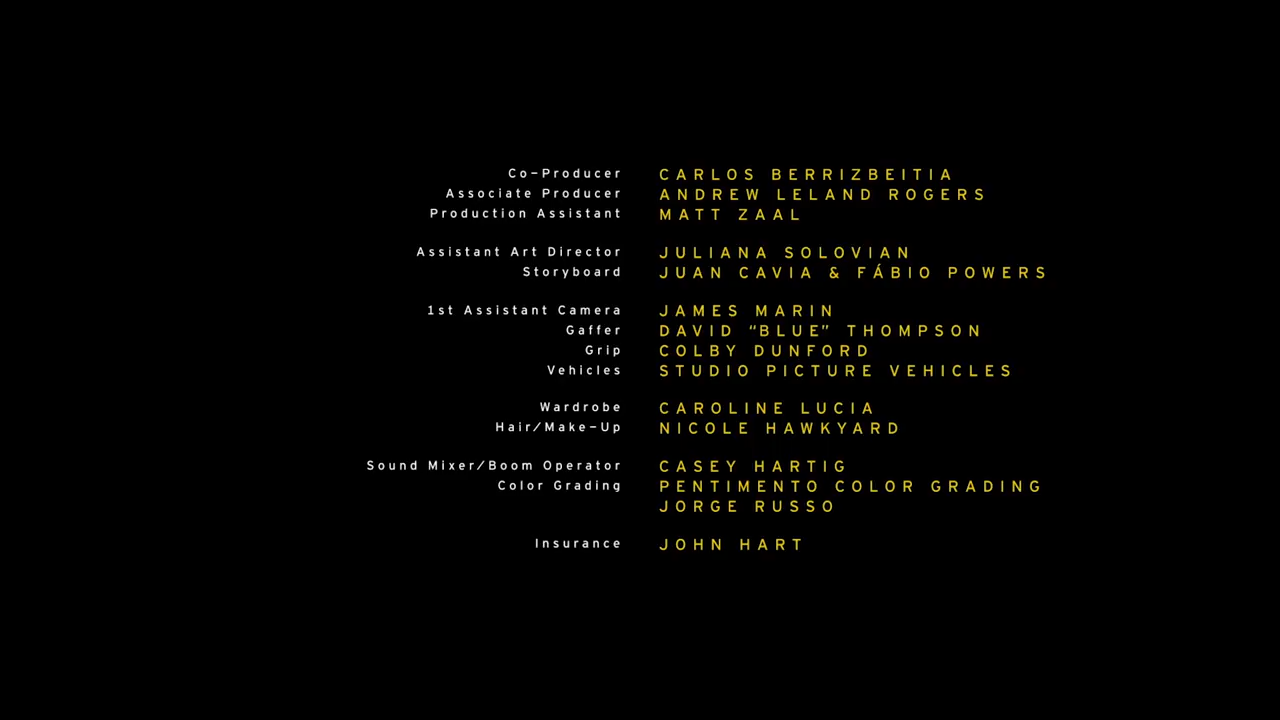 Co-Producer CARLOS BERRIZBEITIA
Associate Producer ANDREW LELAND ROGERS
Production Assistant MATT ZAAL
Assistant Art Director JULIANA SOLOVIAN
Storyboard JUAN CAVIA & FÁBIO POWERS
1st Assistant Camera JAMES MARIN
Gaffer DAVID “BLUE” THOMPSON
Grip COLBY DUNFORD
Vehicles STUDIO PICTURE VEHICLES
Wardrobe CAROLINE LUCIA
Hair/Make-Up NICOLE HAWKYARD
Sound Mixer/Boom Operator CASEY HARTIG
Color Grading PENTIMENTO COLOR GRADING
JORGE RUSSO
Insurance JOHN HART